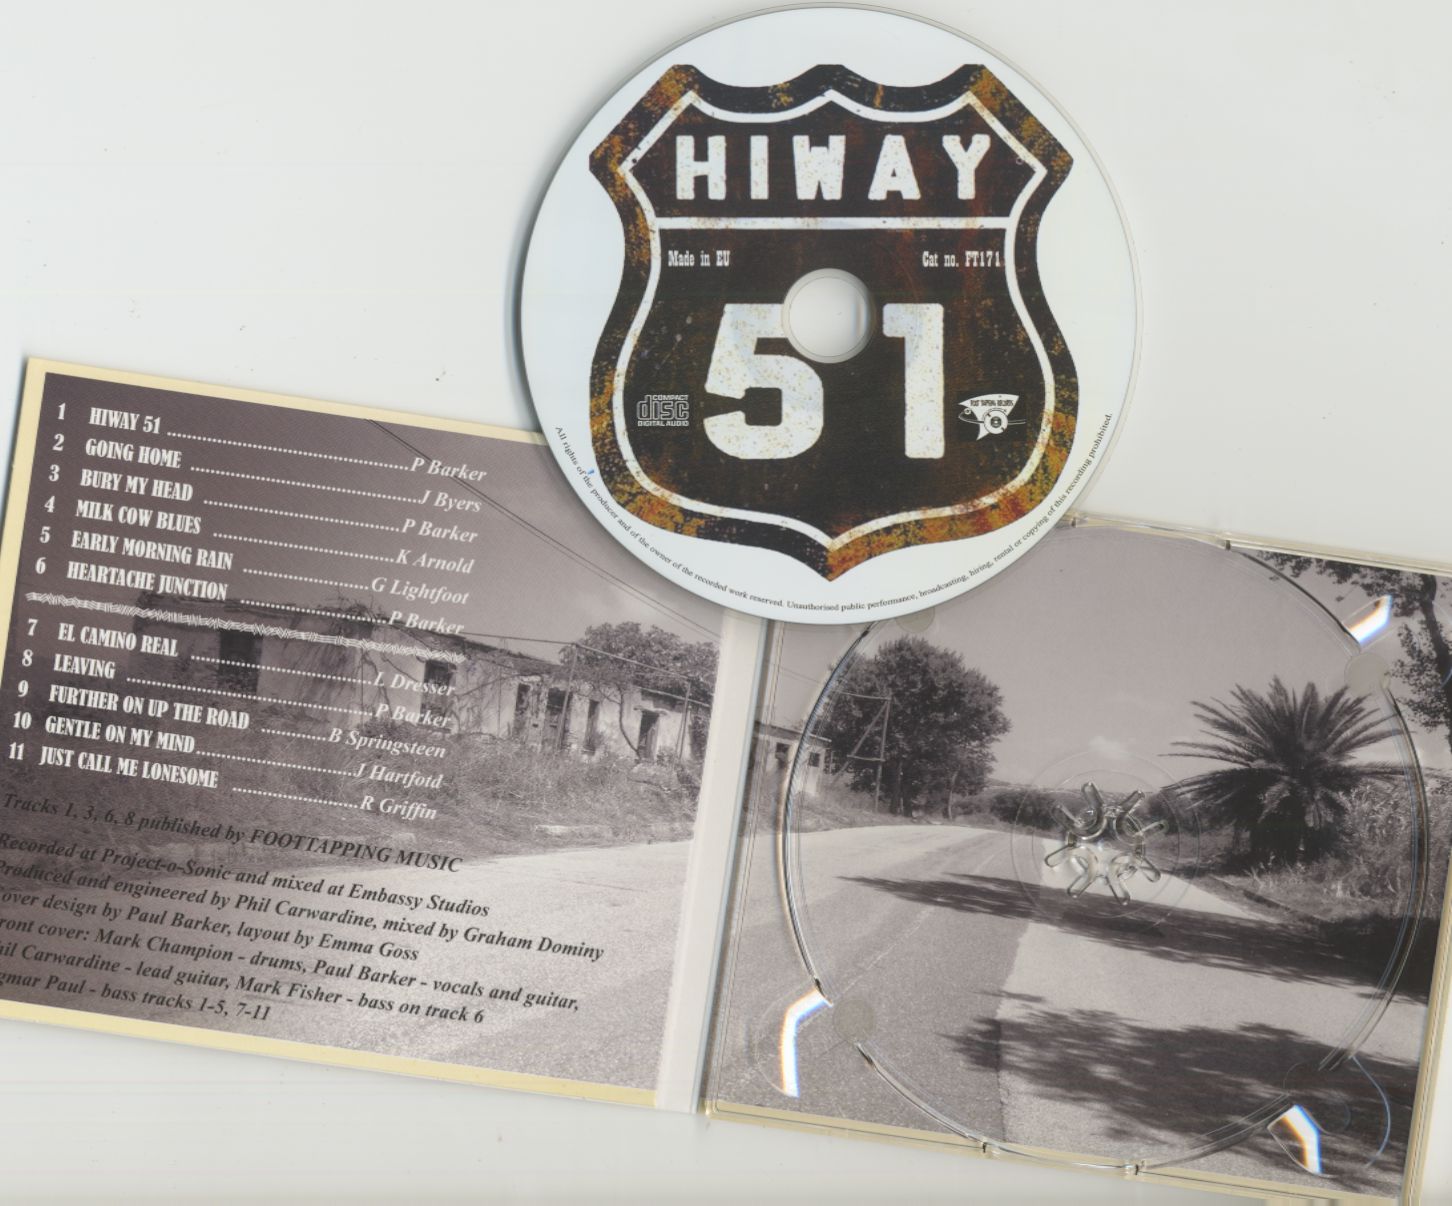 HIWAY
Made in EU
Cat no. FT171
51
COMPACT
disc
DIGITAL AUDIO
FOOT TAPPING RECORDS
All rights of the producer and of the owner of the recorded work reserved. Unauthorised public performance, broadcasting, hiring, rental or copying of this recording prohibited.
1 HIWAY 51 ........ P Barker
2 GOING HOME ........ J Byers
3 BURY MY HEAD ........ P Barker
4 MILK COW BLUES ........ K Arnold
5 EARLY MORNING RAIN ........ G Lightfoot
6 HEARTACHE JUNCTION ........ P Barker
7 EL CAMINO REAL ........ L Dresser
8 LEAVING ........ P Barker
9 FURTHER ON UP THE ROAD ........ B Springsteen
10 GENTLE ON MY MIND ........ J Hartfotd
11 JUST CALL ME LONESOME ........ R Griffin
Tracks 1, 3, 6, 8 published by FOOTTAPPING MUSIC
Recorded at Project-o-Sonic and mixed at Embassy Studios
Produced and engineered by Phil Carwardine, mixed by Graham Dominy
over design by Paul Barker, layout by Emma Goss
ront cover: Mark Champion - drums, Paul Barker - vocals and guitar,
hil Carwardine - lead guitar, Mark Fisher - bass on track 6
gmar Paul - bass tracks 1-5, 7-11